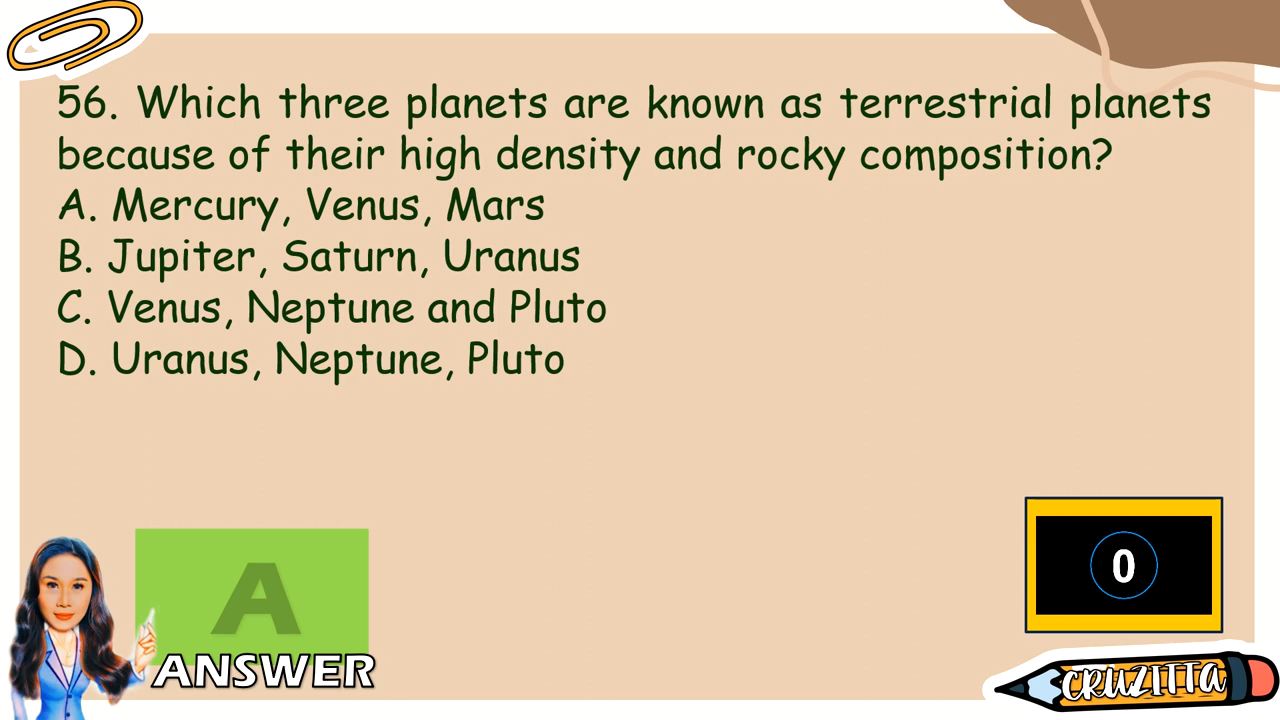 56. Which three planets are known as terrestrial planets
because of their high density and rocky composition?
A. Mercury, Venus, Mars
B. Jupiter, Saturn, Uranus
C. Venus, Neptune and Pluto
D. Uranus, Neptune, Pluto
A
ANSWER
0
CRUZITTA